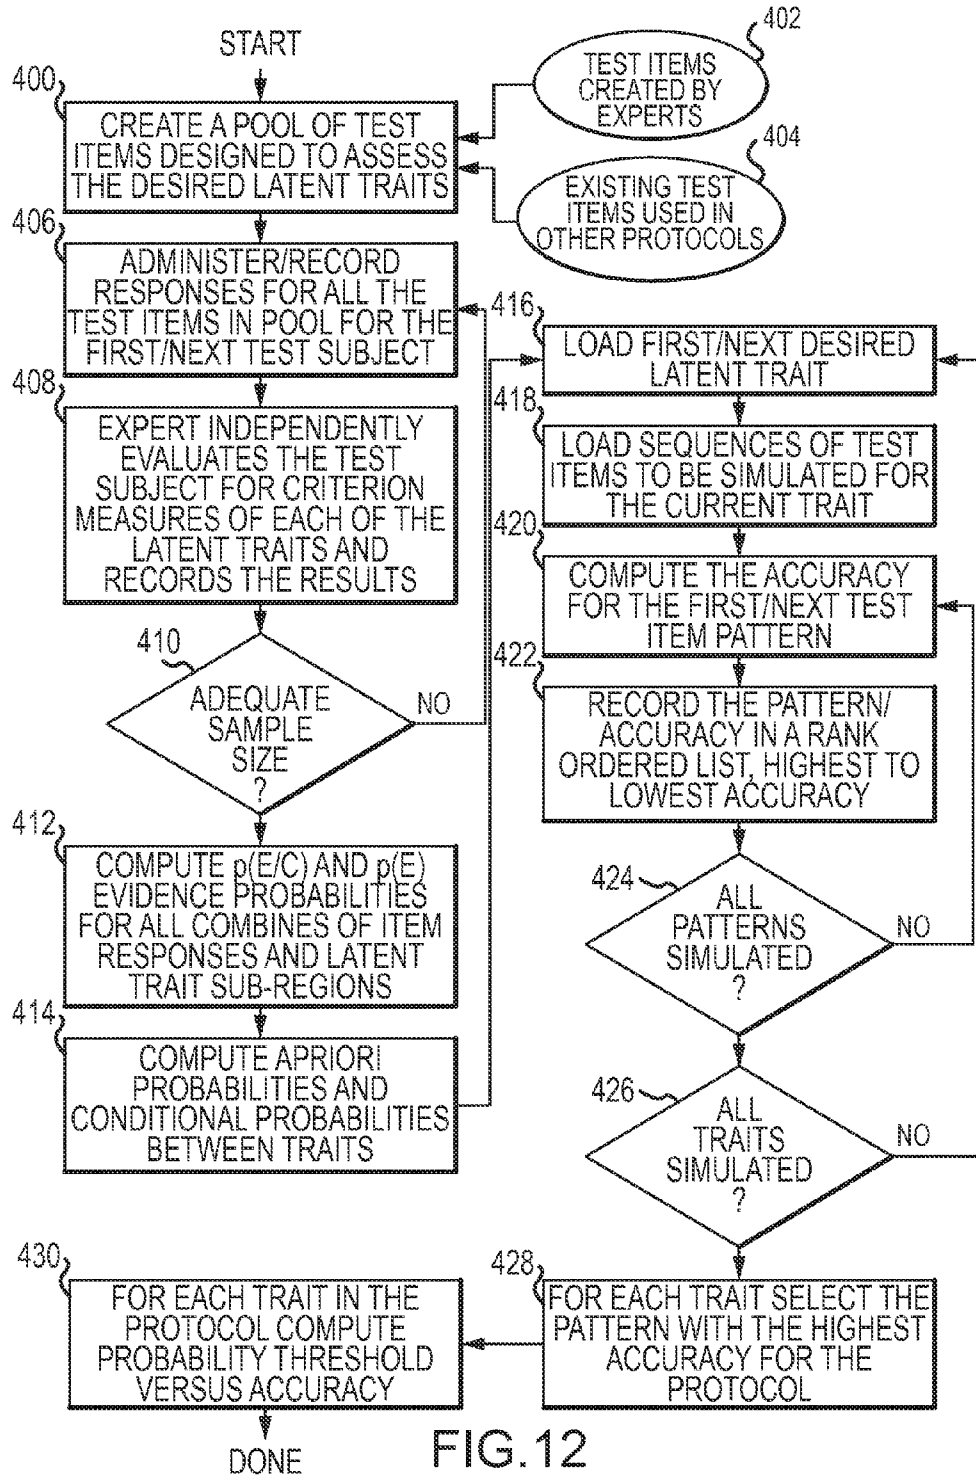 START
400
CREATE A POOL OF TEST
ITEMS DESIGNED TO ASSESS
THE DESIRED LATENT TRAITS
402
TEST ITEMS
CREATED BY
EXPERTS
404
EXISTING TEST
ITEMS USED IN
OTHER PROTOCOLS
406
ADMINISTER/RECORD
RESPONSES FOR ALL THE
TEST ITEMS IN POOL FOR THE
FIRST/NEXT TEST SUBJECT
408
EXPERT INDEPENDENTLY
EVALUATES THE TEST
SUBJECT FOR CRITERION
MEASURES OF EACH OF THE
LATENT TRAITS AND
RECORDS THE RESULTS
410
ADEQUATE
SAMPLE
SIZE
?
NO
412
COMPUTE p(E/C) AND p(E)
EVIDENCE PROBABILITIES
FOR ALL COMBINES OF ITEM
RESPONSES AND LATENT
TRAIT SUB-REGIONS
414
COMPUTE APRIORI
PROBABILITIES AND
CONDITIONAL PROBABILITIES
BETWEEN TRAITS
416
LOAD FIRST/NEXT DESIRED
LATENT TRAIT
418
LOAD SEQUENCES OF TEST
ITEMS TO BE SIMULATED FOR
THE CURRENT TRAIT
420
COMPUTE THE ACCURACY
FOR THE FIRST/NEXT TEST
ITEM PATTERN
422
RECORD THE PATTERN/
ACCURACY IN A RANK
ORDERED LIST, HIGHEST TO
LOWEST ACCURACY
424
ALL
PATTERNS
SIMULATED
?
NO
426
ALL
TRAITS
SIMULATED
?
NO
428
FOR EACH TRAIT SELECT THE
PATTERN WITH THE HIGHEST
ACCURACY FOR THE
PROTOCOL
430
FOR EACH TRAIT IN THE
PROTOCOL COMPUTE
PROBABILITY THRESHOLD
VERSUS ACCURACY
DONE
FIG.12